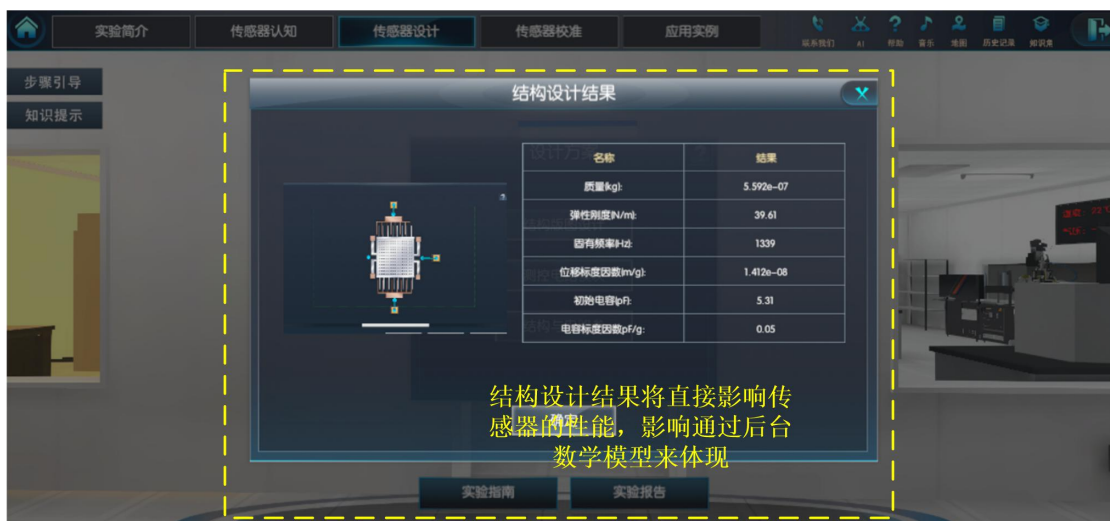 实验简介
传感器认知
传感器设计
传感器校准
应用实例
联系我们
AI
帮助
音乐
地图
历史记录
知识库
步骤引导
知识提示
结构设计结果
设计方案
名称 结果
质量(kg): 5.592e-07
弹性刚度(N/m): 39.61
固有频率(Hz): 1339
位移标度因数(m/g): 1.412e-08
初始电容(pF): 5.31
电容标度因数pF/g: 0.05
确定
结构设计结果将直接影响传
感器的性能，影响通过后台
数学模型来体现
实验指南
实验报告